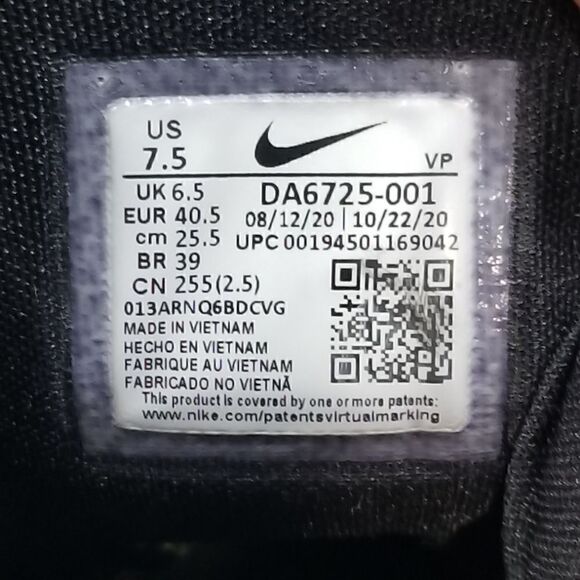 US
7.5
VP
UK 6.5
EUR 40.5
cm 25.5
BR 39
CN 255(2.5)
DA6725-001
08/12/20 | 10/22/20
UPC 00194501169042
013ARNQ6BDCVG
MADE IN VIETNAM
HECHO EN VIETNAM
FABRIQUE AU VIETNAM
FABRICADO NO VIETNÃ
This product is covered by one or more patents:
www.nike.com/patentsvirtualmarking